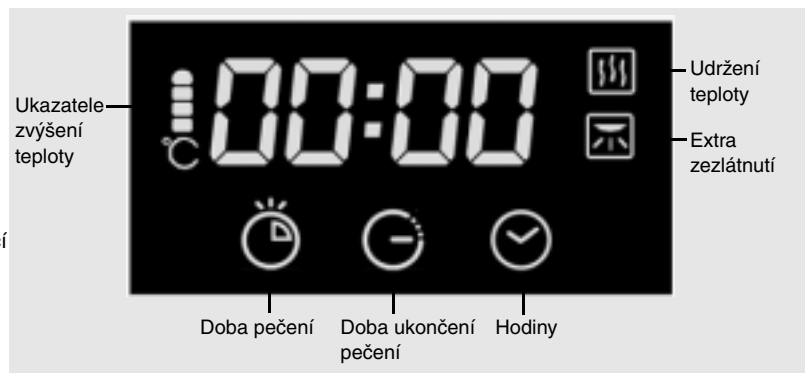 Ukazatele
zvýšení
teploty
°C
00:00
Udržení
teploty
Extra
zezlátnutí
Doba pečení
Doba ukončení
pečení
Hodiny